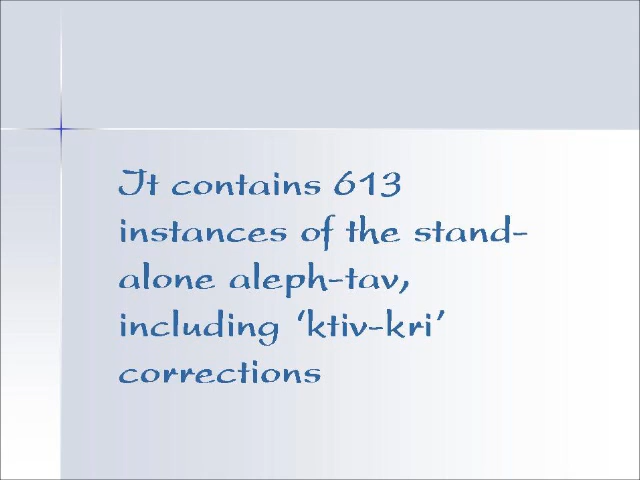 It contains 613
instances of the stand-
alone aleph-tav,
including ‘ktiv-kri’
corrections